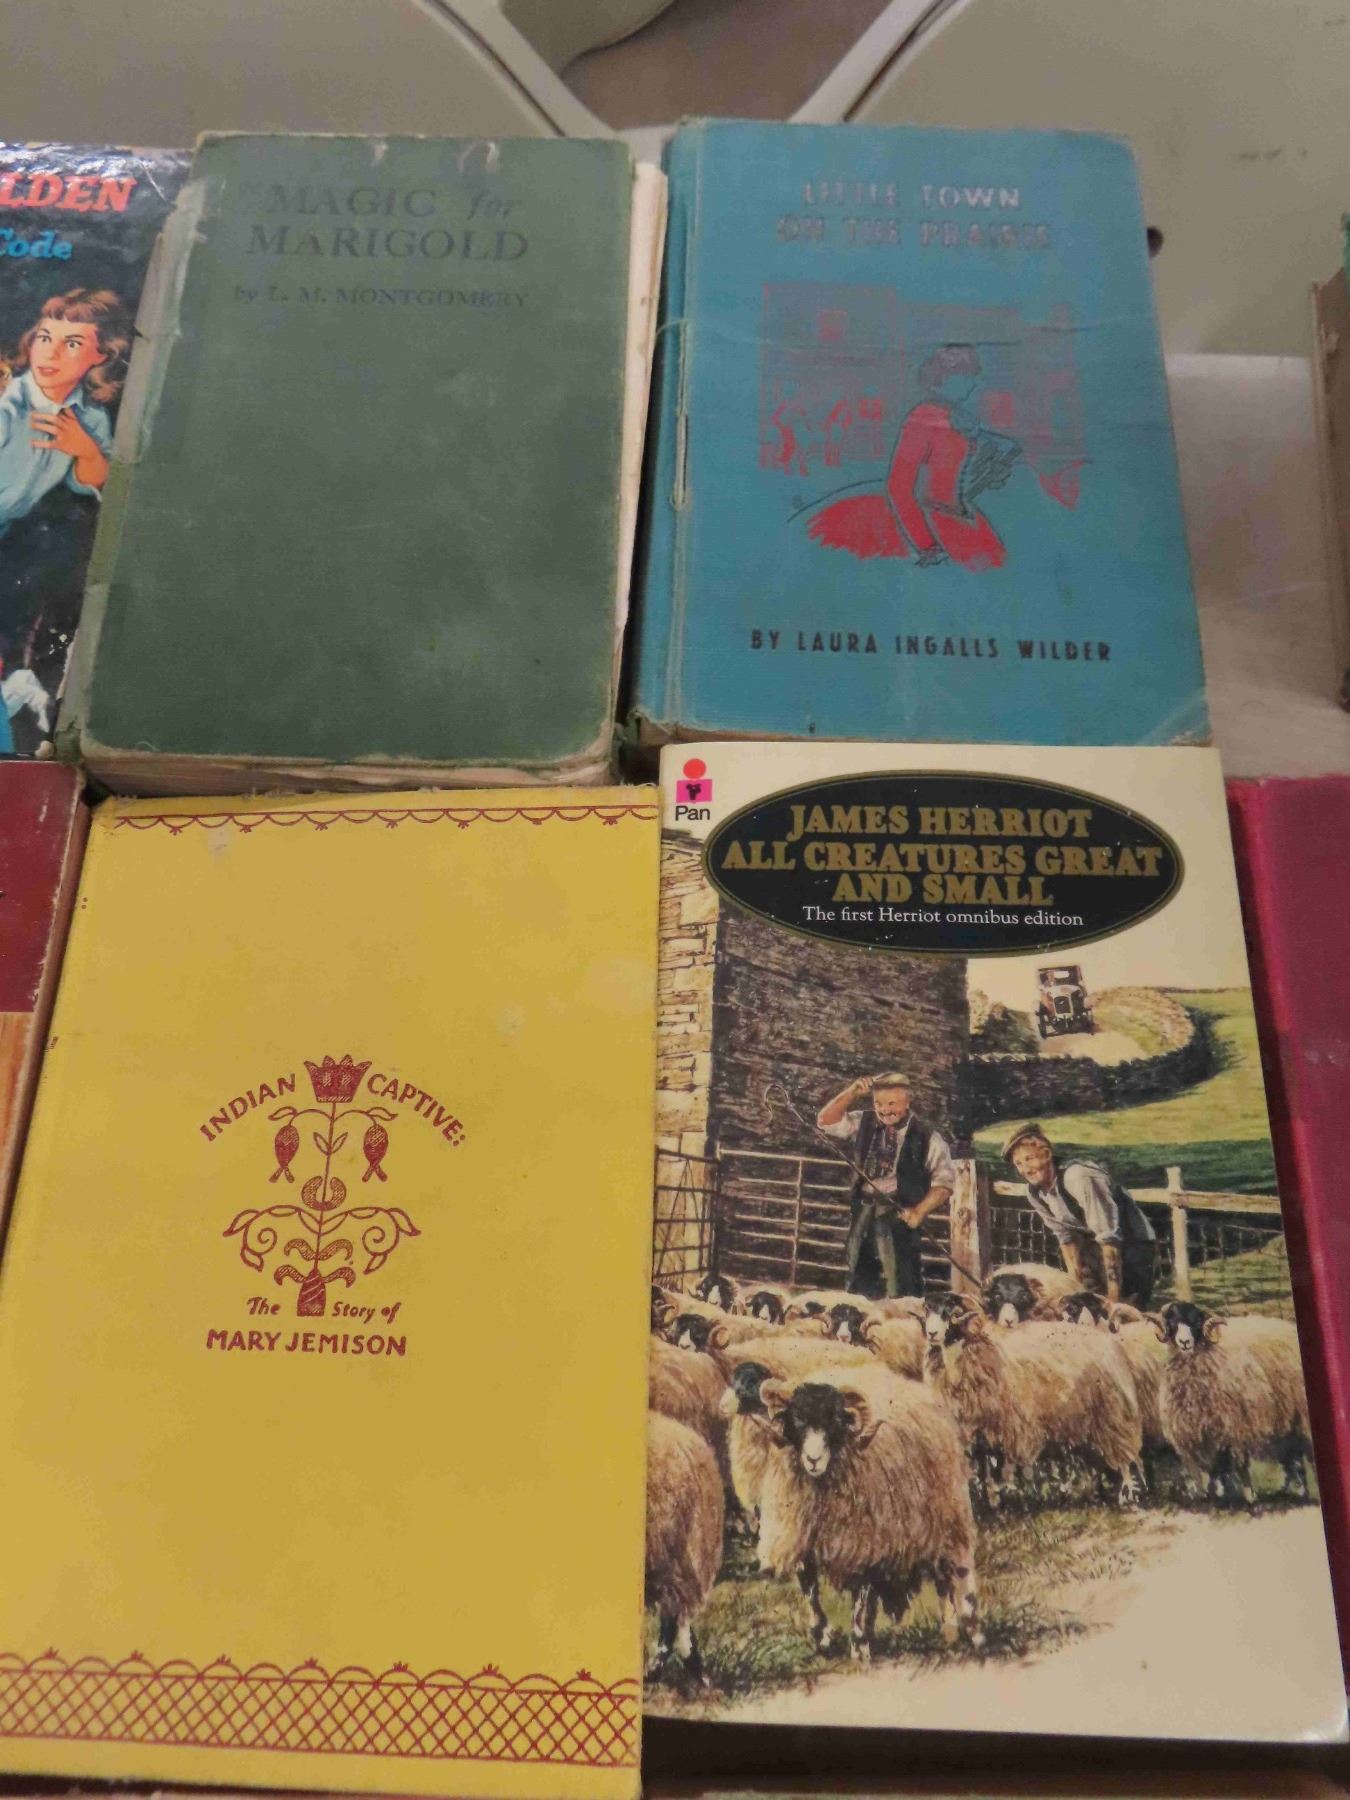 LDEN
Code
MAGIC for
MARIGOLD
by L. M. MONTGOMERY
LITTLE TOWN
ON THE PRAIRIE
BY LAURA INGALLS WILDER
INDIAN CAPTIVE:
The Story of
MARY JEMISON
Pan
JAMES HERRIOT
ALL CREATURES GREAT
AND SMALL
The first Herriot omnibus edition